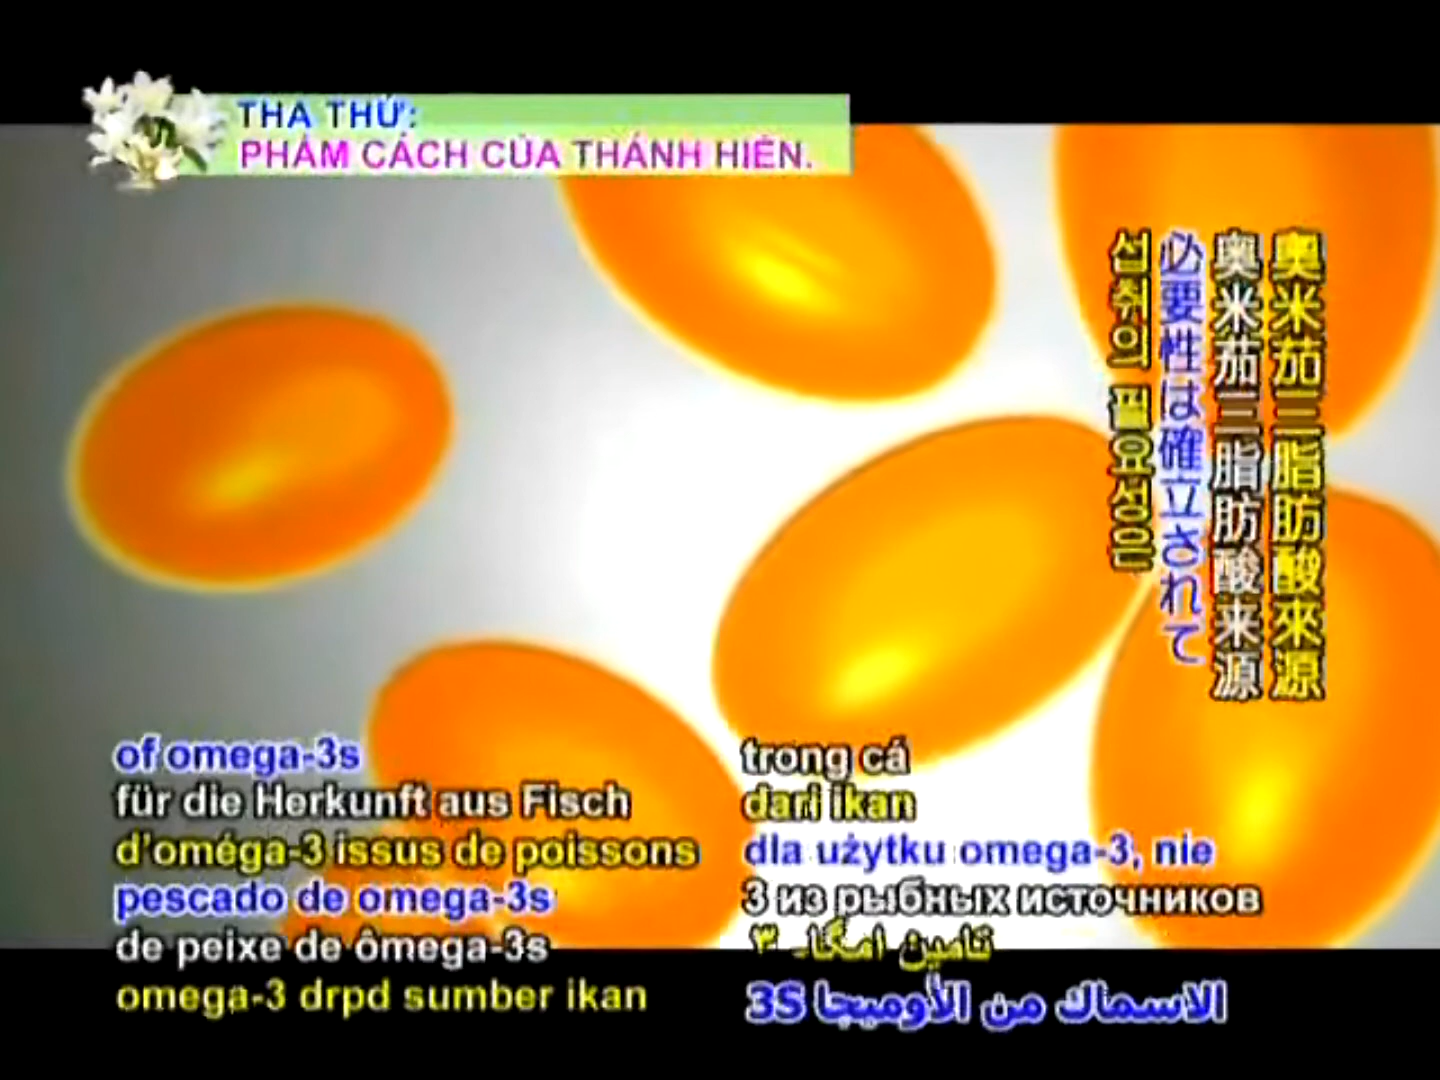 THA THỨ:
PHẨM CÁCH CỦA THÁNH HIỀN.
奧米茄三脂肪酸來源
奥米茄三脂肪酸来源
必要性は確立されて
섭취의 필요성은
of omega-3s
für die Herkunft aus Fisch
d’oméga-3 issus de poissons
pescado de omega-3s
de peixe de ômega-3s
omega-3 drpd sumber ikan
trong cá
dari ikan
dla użytku omega-3, nie
3 из рыбных источников
تامین امگا- ۳
الاسماك من الأوميجا 3S